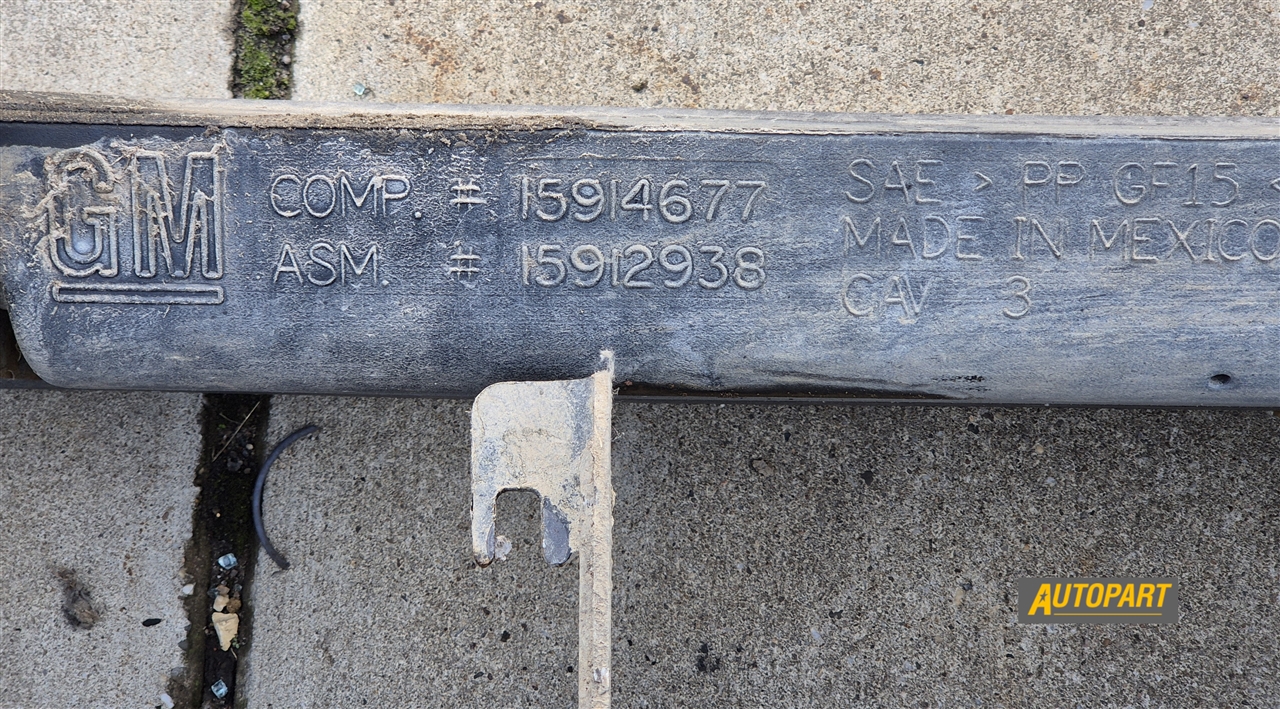 GM
COMP. # 15914677
ASM. # 15912938
SAE > PP GF15 <
MADE IN MEXICO
CAV 3
AUTOPART